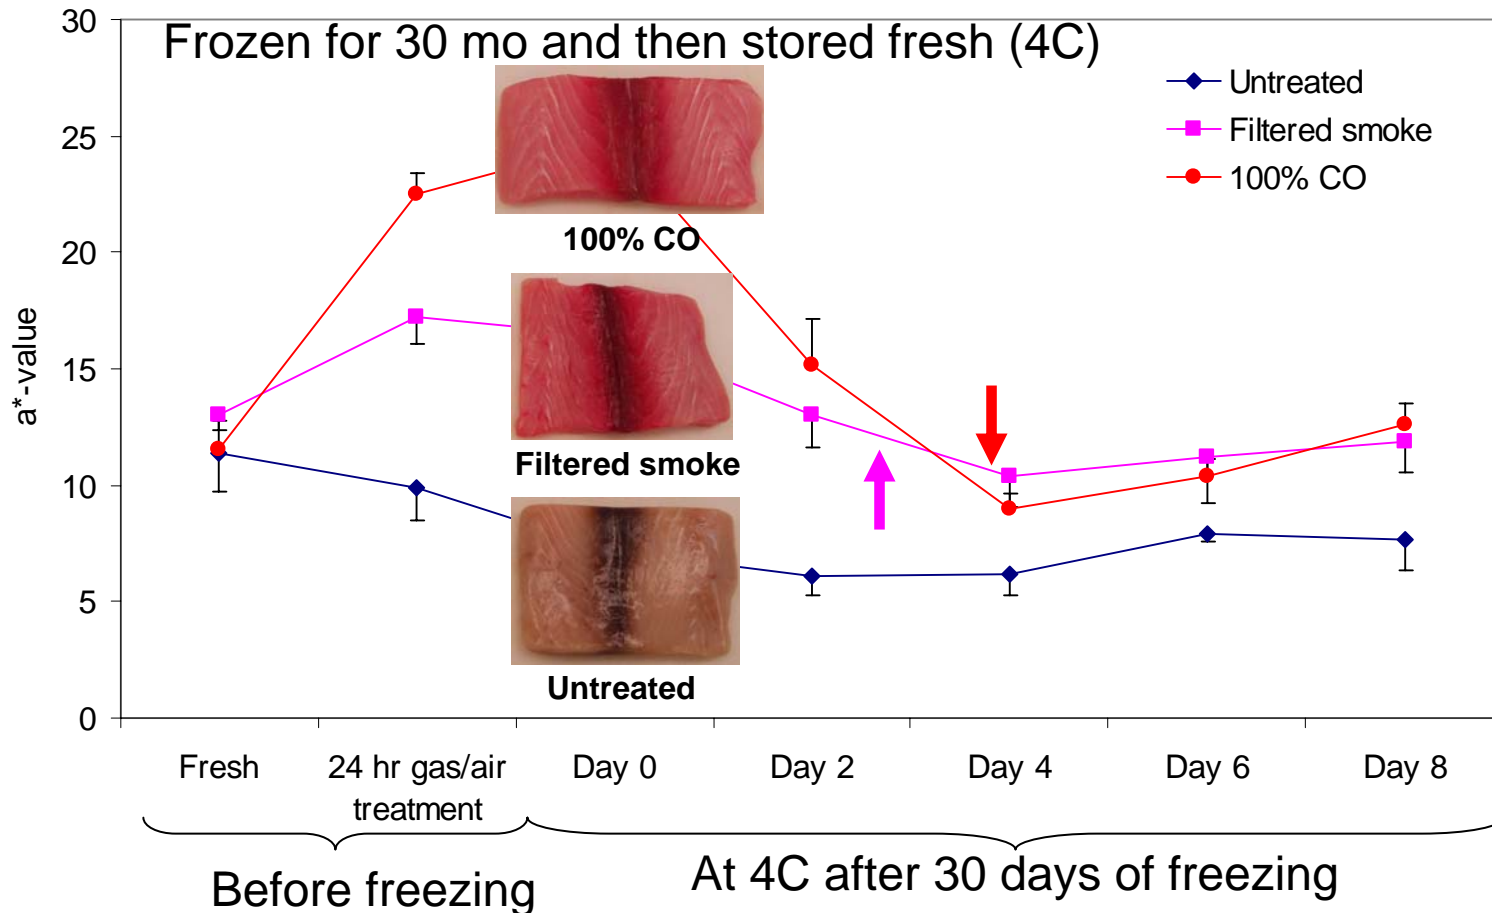 Frozen for 30 mo and then stored fresh (4C)
30
25
20
15
10
5
0
a*-value
Untreated
Filtered smoke
100% CO
100% CO
Filtered smoke
Untreated
Fresh
24 hr gas/air
treatment
Day 0
Day 2
Day 4
Day 6
Day 8
Before freezing
At 4C after 30 days of freezing